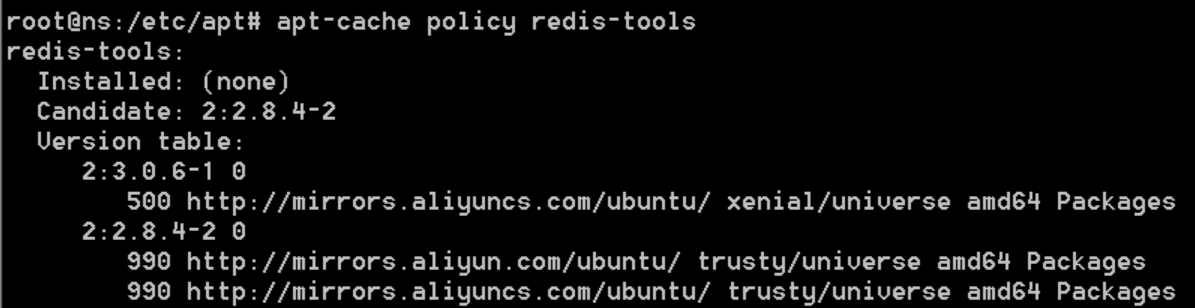 root@ns:/etc/apt# apt-cache policy redis-tools
redis-tools:
  Installed: (none)
  Candidate: 2:2.8.4-2
  Version table:
     2:3.0.6-1 0
        500 http://mirrors.aliyuncs.com/ubuntu/ xenial/universe amd64 Packages
     2:2.8.4-2 0
        990 http://mirrors.aliyun.com/ubuntu/ trusty/universe amd64 Packages
        990 http://mirrors.aliyuncs.com/ubuntu/ trusty/universe amd64 Packages